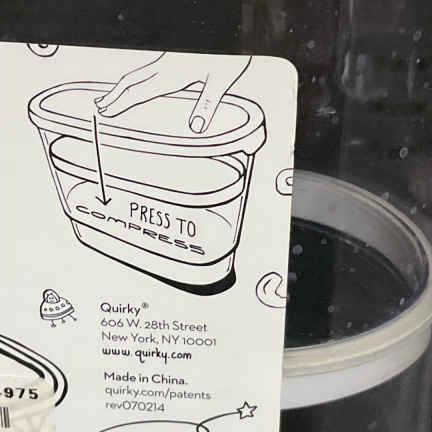 PRESS TO
COMPRESS
Quirky®
606 W. 28th Street
New York, NY 10001
www.quirky.com
Made in China.
quirky.com/patents
rev070214
-975